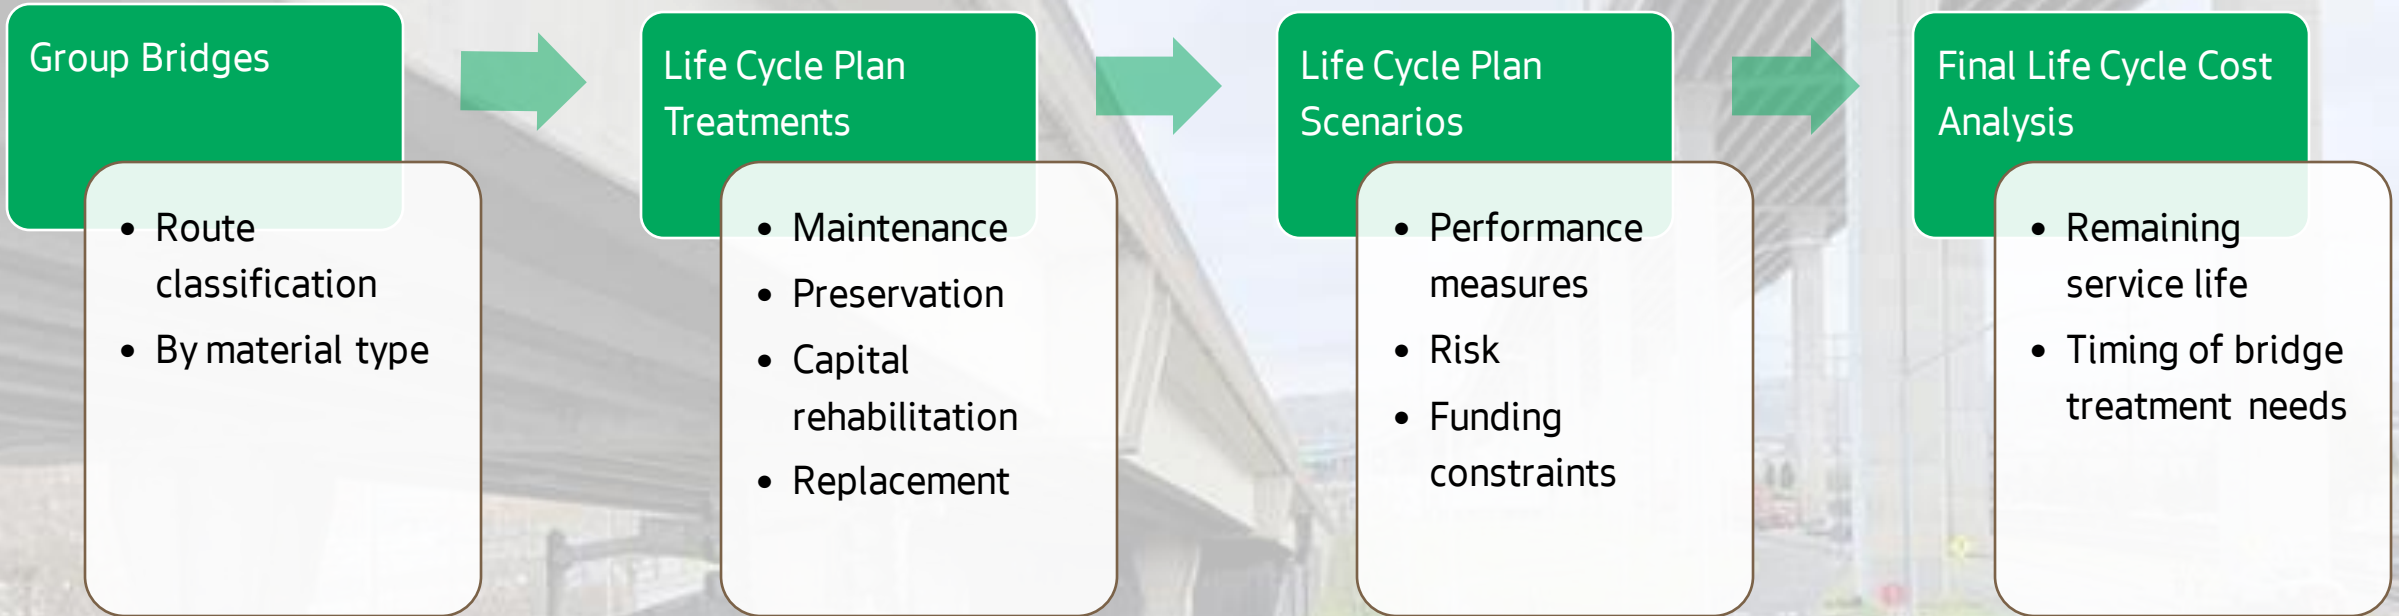 Group Bridges
• Route
classification
• By material type
Life Cycle Plan
Treatments
• Maintenance
• Preservation
• Capital
rehabilitation
• Replacement
Life Cycle Plan
Scenarios
• Performance
measures
• Risk
• Funding
constraints
Final Life Cycle Cost
Analysis
• Remaining
service life
• Timing of bridge
treatment needs